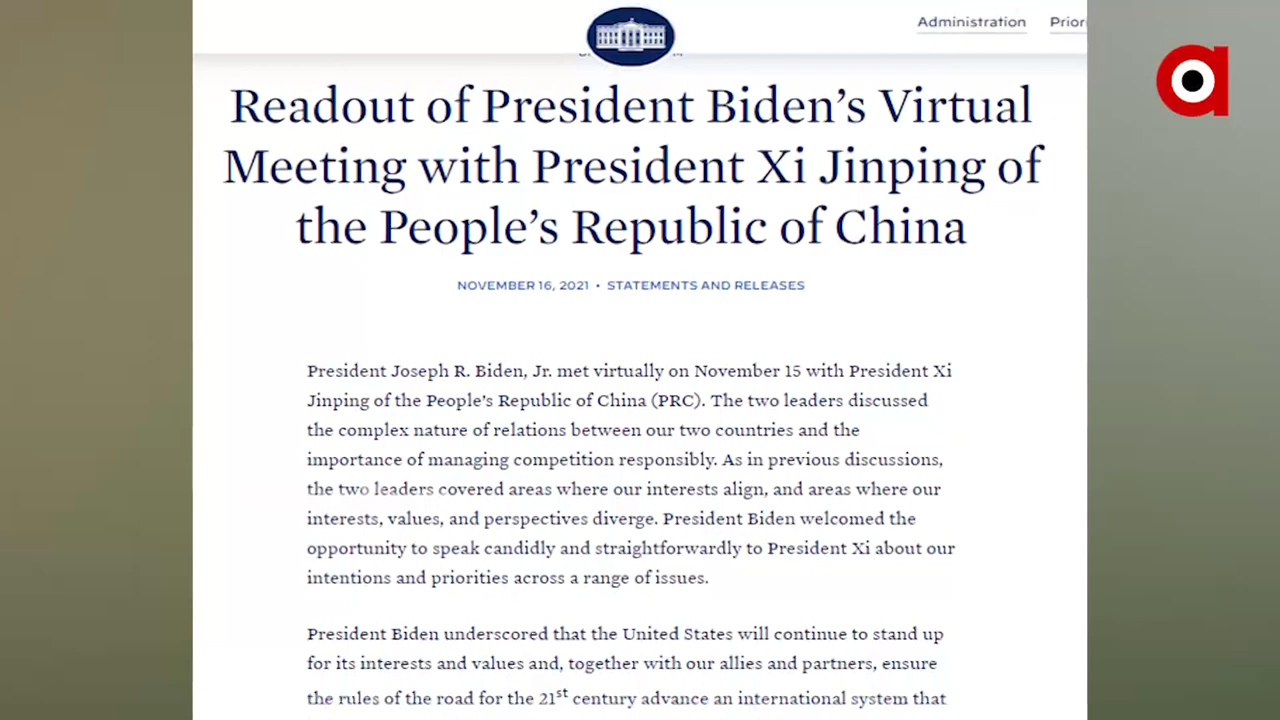 Administration Prior
Readout of President Biden’s Virtual
Meeting with President Xi Jinping of
the People’s Republic of China
NOVEMBER 16, 2021 • STATEMENTS AND RELEASES
President Joseph R. Biden, Jr. met virtually on November 15 with President Xi
Jinping of the People’s Republic of China (PRC). The two leaders discussed
the complex nature of relations between our two countries and the
importance of managing competition responsibly. As in previous discussions,
the two leaders covered areas where our interests align, and areas where our
interests, values, and perspectives diverge. President Biden welcomed the
opportunity to speak candidly and straightforwardly to President Xi about our
intentions and priorities across a range of issues.
President Biden underscored that the United States will continue to stand up
for its interests and values and, together with our allies and partners, ensure
the rules of the road for the 21st century advance an international system that